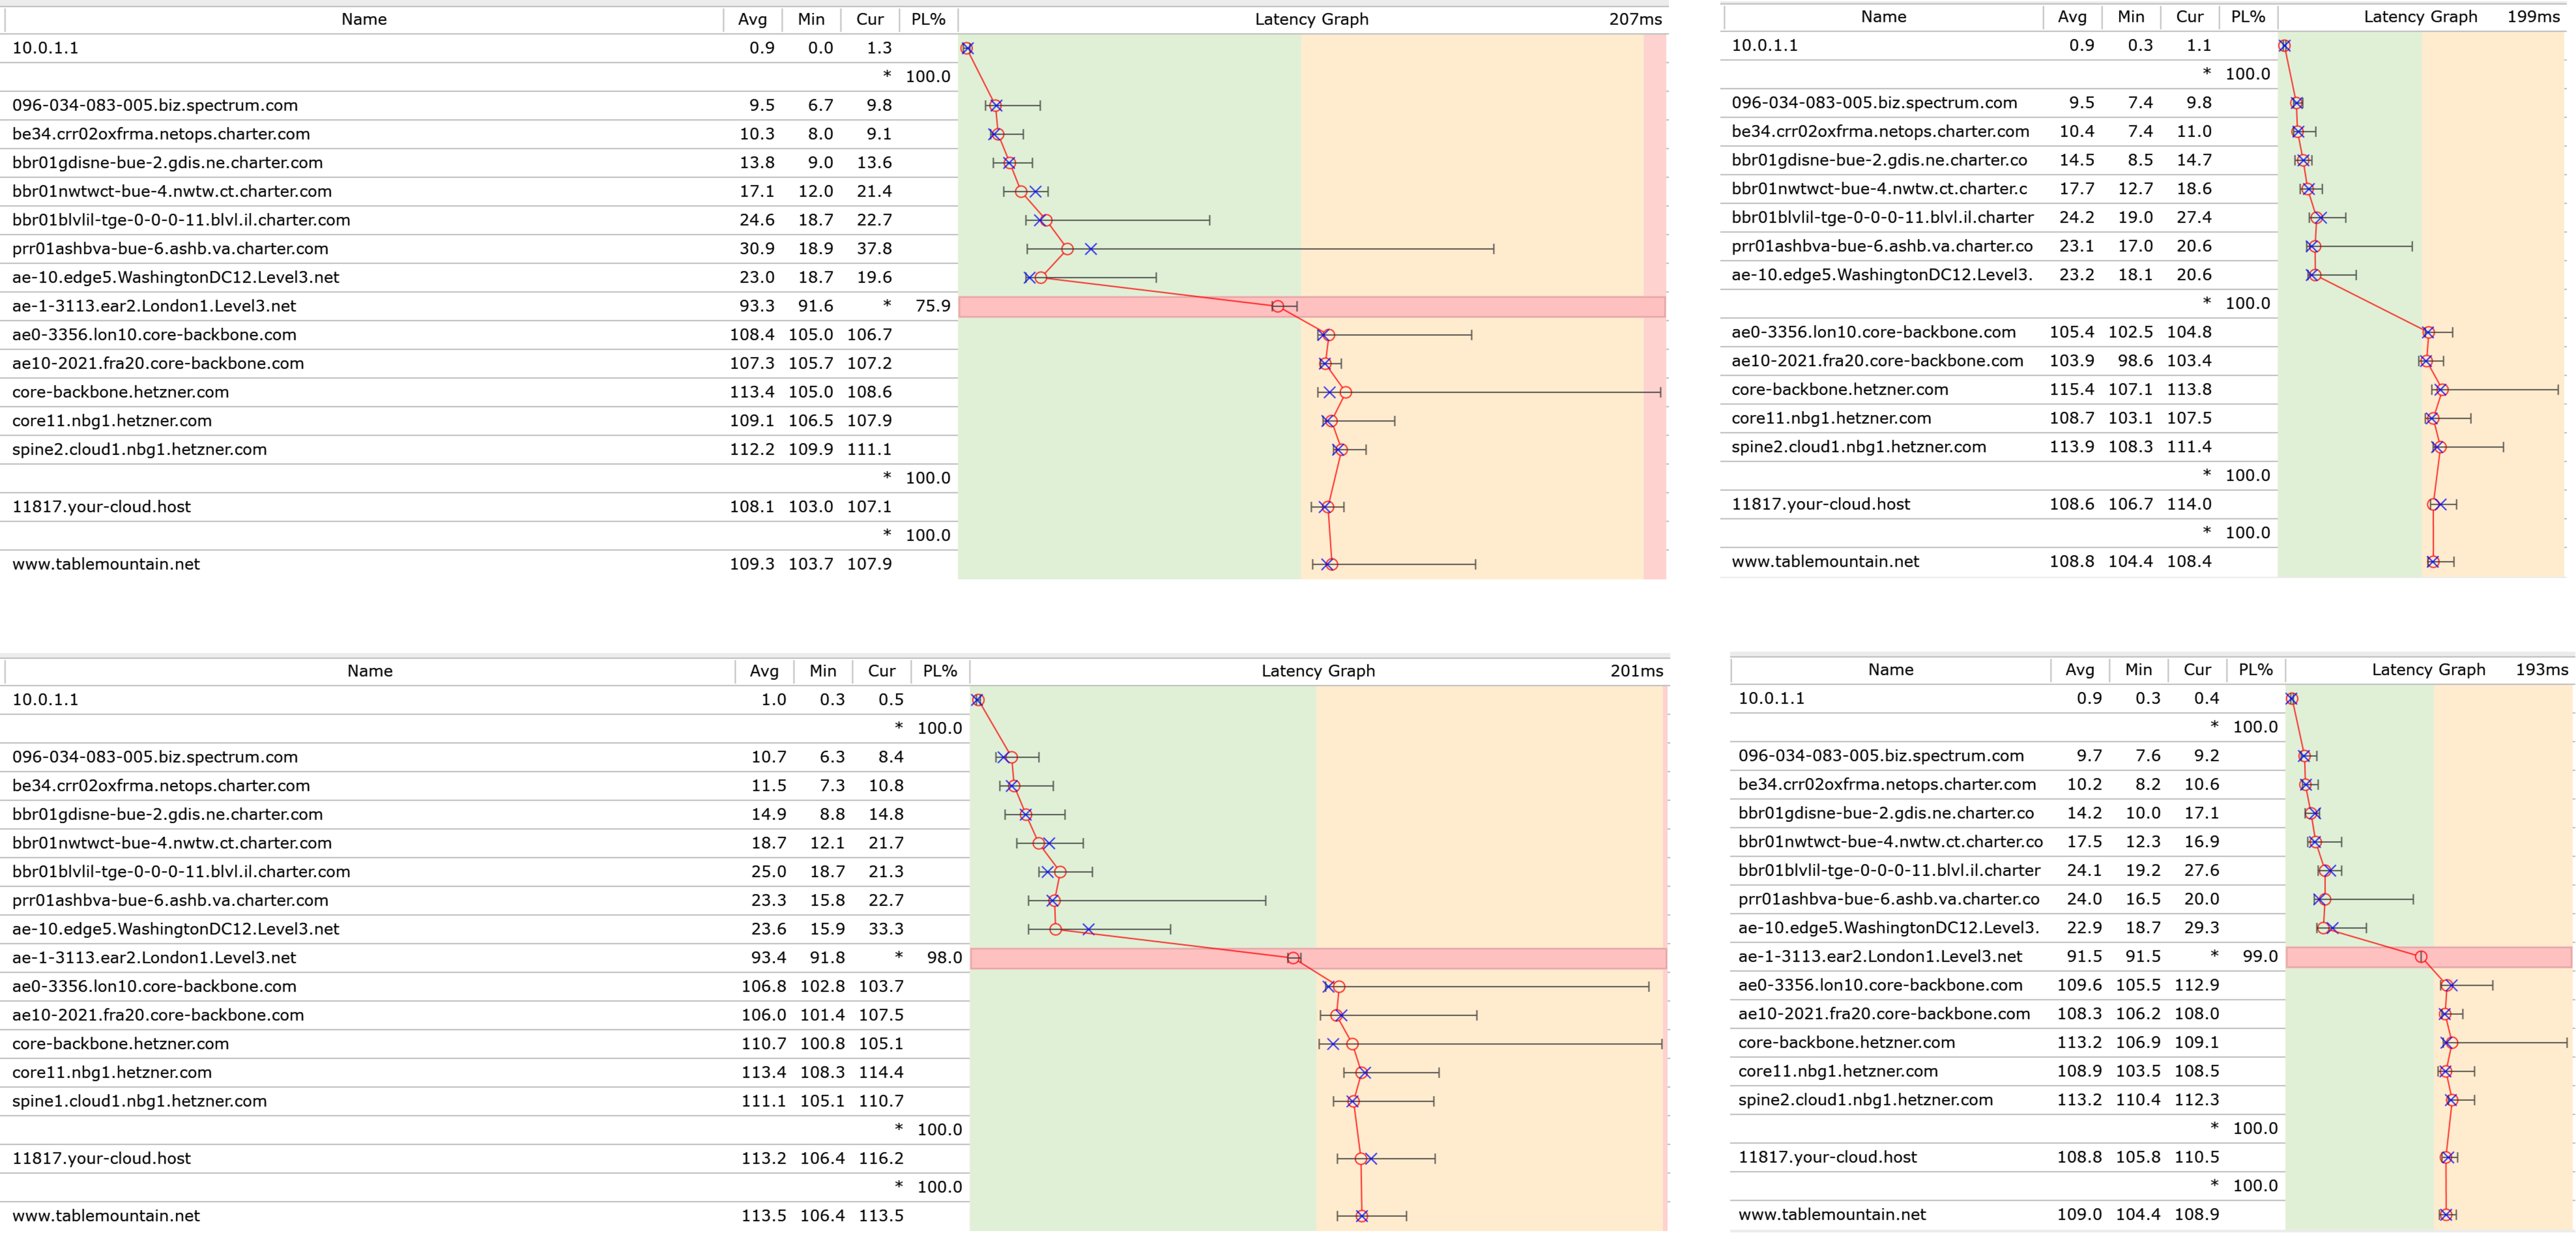 Name Avg Min Cur PL% Latency Graph 207ms
10.0.1.1 0.9 0.0 1.3
* 100.0
096-034-083-005.biz.spectrum.com 9.5 6.7 9.8
be34.crr02oxfrma.netops.charter.com 10.3 8.0 9.1
bbr01gdisne-bue-2.gdis.ne.charter.com 13.8 9.0 13.6
bbr01nwtwct-bue-4.nwtw.ct.charter.com 17.1 12.0 21.4
bbr01blvlil-tge-0-0-0-11.blvl.il.charter.com 24.6 18.7 22.7
prr01ashbva-bue-6.ashb.va.charter.com 30.9 18.9 37.8
ae-10.edge5.WashingtonDC12.Level3.net 23.0 18.7 19.6
ae-1-3113.ear2.London1.Level3.net 93.3 91.6 * 75.9
ae0-3356.lon10.core-backbone.com 108.4 105.0 106.7
ae10-2021.fra20.core-backbone.com 107.3 105.7 107.2
core-backbone.hetzner.com 113.4 105.0 108.6
core11.nbg1.hetzner.com 109.1 106.5 107.9
spine2.cloud1.nbg1.hetzner.com 112.2 109.9 111.1
* 100.0
11817.your-cloud.host 108.1 103.0 107.1
* 100.0
www.tablemountain.net 109.3 103.7 107.9
Name Avg Min Cur PL% Latency Graph 199ms
10.0.1.1 0.9 0.3 1.1
* 100.0
096-034-083-005.biz.spectrum.com 9.5 7.4 9.8
be34.crr02oxfrma.netops.charter.com 10.4 7.4 11.0
bbr01gdisne-bue-2.gdis.ne.charter.co 14.5 8.5 14.7
bbr01nwtwct-bue-4.nwtw.ct.charter.c 17.7 12.7 18.6
bbr01blvlil-tge-0-0-0-11.blvl.il.charter 24.2 19.0 27.4
prr01ashbva-bue-6.ashb.va.charter.co 23.1 17.0 20.6
ae-10.edge5.WashingtonDC12.Level3. 23.2 18.1 20.6
* 100.0
ae0-3356.lon10.core-backbone.com 105.4 102.5 104.8
ae10-2021.fra20.core-backbone.com 103.9 98.6 103.4
core-backbone.hetzner.com 115.4 107.1 113.8
core11.nbg1.hetzner.com 108.7 103.1 107.5
spine2.cloud1.nbg1.hetzner.com 113.9 108.3 111.4
* 100.0
11817.your-cloud.host 108.6 106.7 114.0
* 100.0
www.tablemountain.net 108.8 104.4 108.4
Name Avg Min Cur PL% Latency Graph 201ms
10.0.1.1 1.0 0.3 0.5
* 100.0
096-034-083-005.biz.spectrum.com 10.7 6.3 8.4
be34.crr02oxfrma.netops.charter.com 11.5 7.3 10.8
bbr01gdisne-bue-2.gdis.ne.charter.com 14.9 8.8 14.8
bbr01nwtwct-bue-4.nwtw.ct.charter.com 18.7 12.1 21.7
bbr01blvlil-tge-0-0-0-11.blvl.il.charter.com 25.0 18.7 21.3
prr01ashbva-bue-6.ashb.va.charter.com 23.3 15.8 22.7
ae-10.edge5.WashingtonDC12.Level3.net 23.6 15.9 33.3
ae-1-3113.ear2.London1.Level3.net 93.4 91.8 * 98.0
ae0-3356.lon10.core-backbone.com 106.8 102.8 103.7
ae10-2021.fra20.core-backbone.com 106.0 101.4 107.5
core-backbone.hetzner.com 110.7 100.8 105.1
core11.nbg1.hetzner.com 113.4 108.3 114.4
spine1.cloud1.nbg1.hetzner.com 111.1 105.1 110.7
* 100.0
11817.your-cloud.host 113.2 106.4 116.2
* 100.0
www.tablemountain.net 113.5 106.4 113.5
Name Avg Min Cur PL% Latency Graph 193ms
10.0.1.1 0.9 0.3 0.4
* 100.0
096-034-083-005.biz.spectrum.com 9.7 7.6 9.2
be34.crr02oxfrma.netops.charter.com 10.2 8.2 10.6
bbr01gdisne-bue-2.gdis.ne.charter.co 14.2 10.0 17.1
bbr01nwtwct-bue-4.nwtw.ct.charter.co 17.5 12.3 16.9
bbr01blvlil-tge-0-0-0-11.blvl.il.charter 24.1 19.2 27.6
prr01ashbva-bue-6.ashb.va.charter.co 24.0 16.5 20.0
ae-10.edge5.WashingtonDC12.Level3. 22.9 18.7 29.3
ae-1-3113.ear2.London1.Level3.net 91.5 91.5 * 99.0
ae0-3356.lon10.core-backbone.com 109.6 105.5 112.9
ae10-2021.fra20.core-backbone.com 108.3 106.2 108.0
core-backbone.hetzner.com 113.2 106.9 109.1
core11.nbg1.hetzner.com 108.9 103.5 108.5
spine2.cloud1.nbg1.hetzner.com 113.2 110.4 112.3
* 100.0
11817.your-cloud.host 108.8 105.8 110.5
* 100.0
www.tablemountain.net 109.0 104.4 108.9